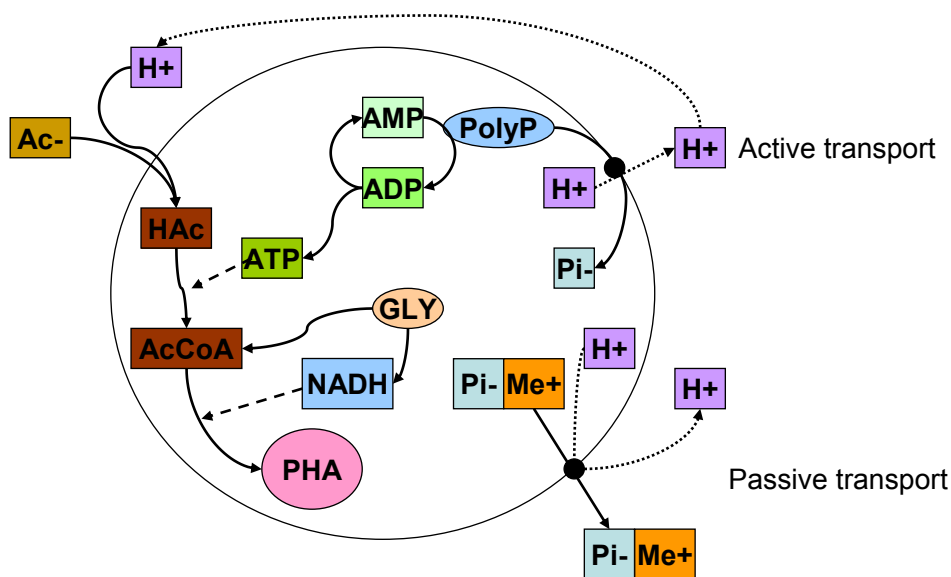 H+
Ac-
AMP
PolyP
H+
Active transport
ADP
H+
HAc
ATP
Pi-
GLY
AcCoA
H+
NADH
Pi- Me+
H+
PHA
Passive transport
Pi- Me+